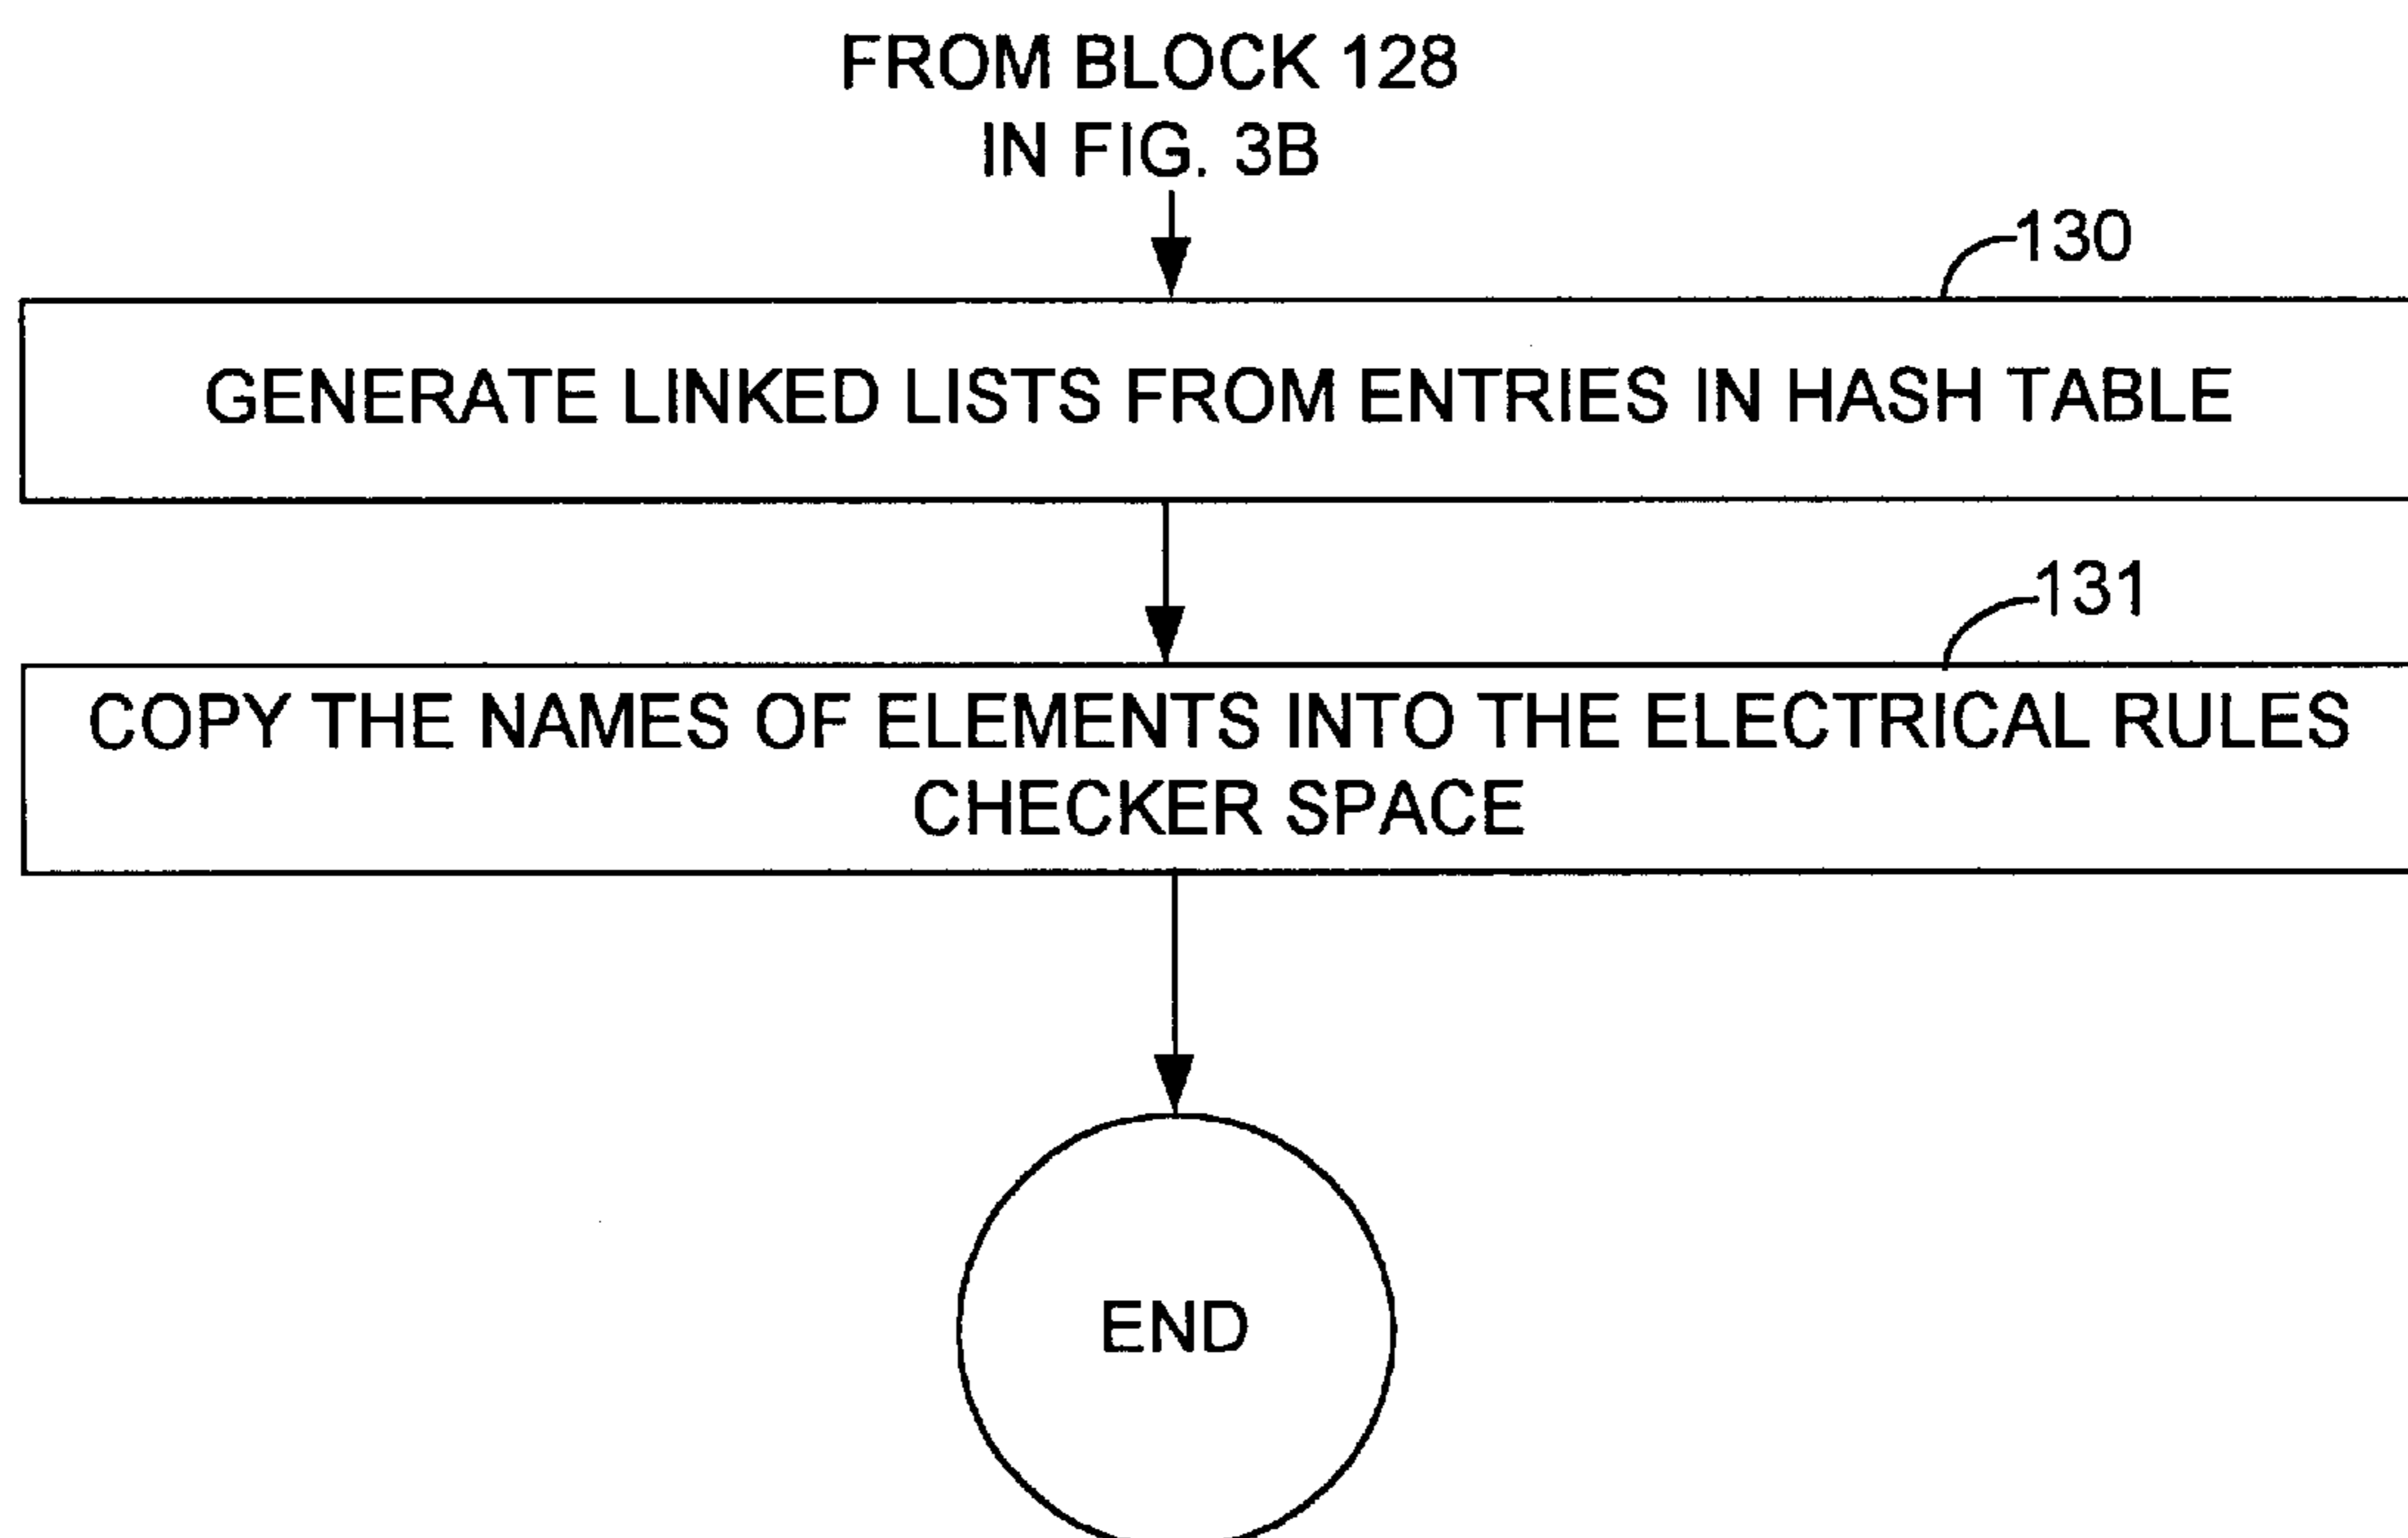 FROM BLOCK 128
IN FIG. 3B
130
GENERATE LINKED LISTS FROM ENTRIES IN HASH TABLE
131
COPY THE NAMES OF ELEMENTS INTO THE ELECTRICAL RULES
CHECKER SPACE
END